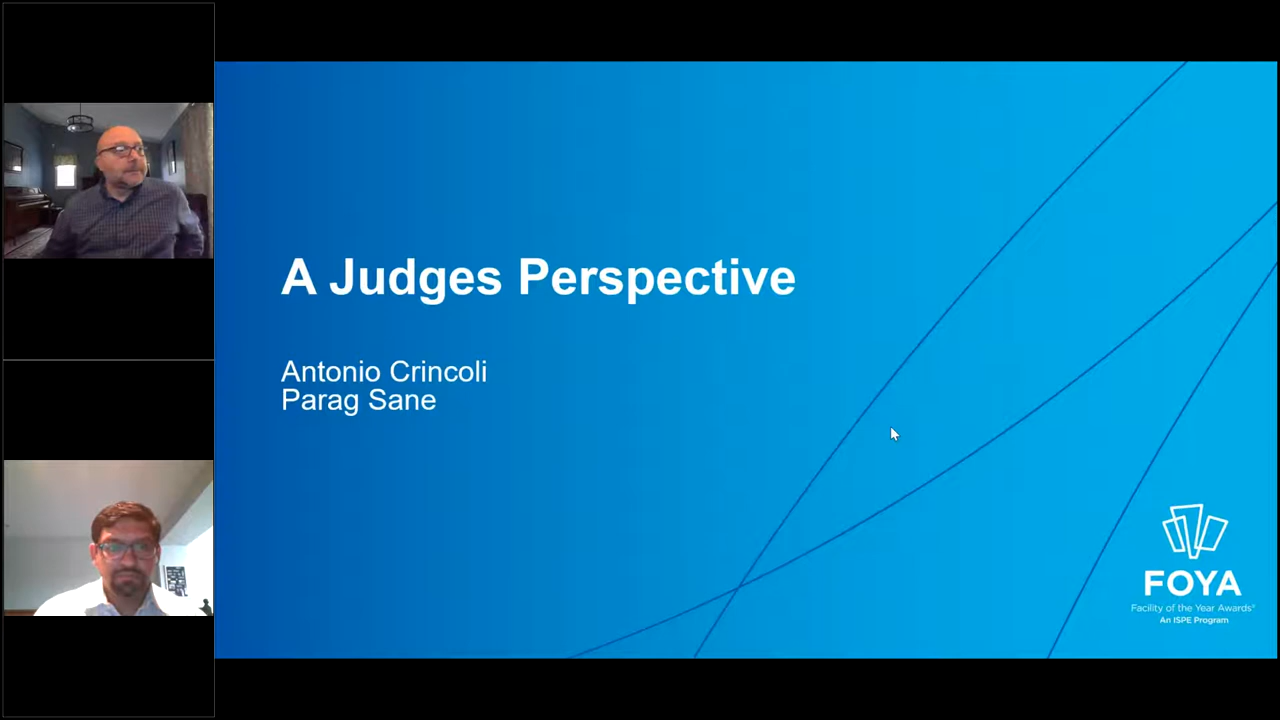 A Judges Perspective
Antonio Crincoli
Parag Sane
FOYA
Facility of the Year Awards®
An ISPE Program